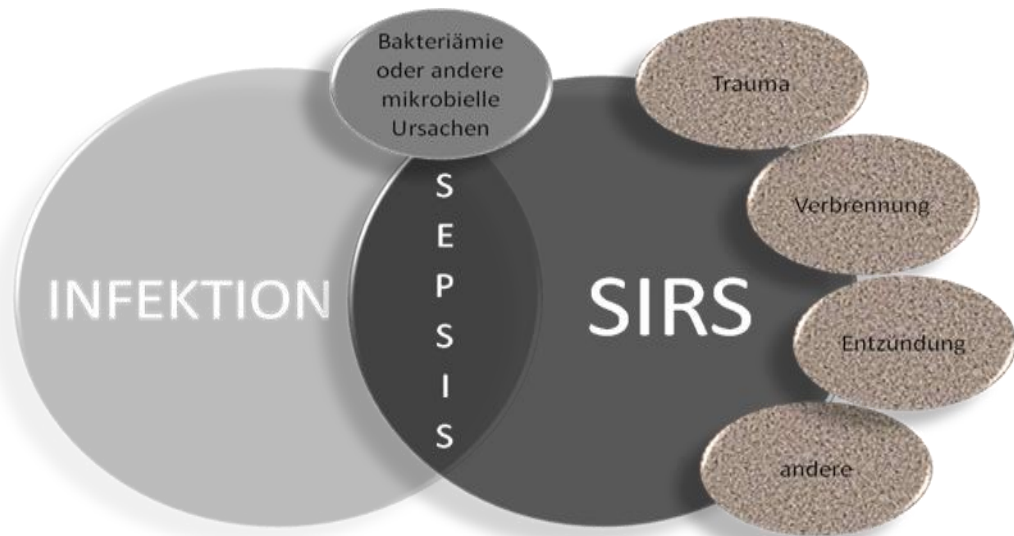 Bakteriämie
oder andere
mikrobielle
Ursachen
Trauma
Verbrennung
INFEKTION
S
E
P
S
I
S
SIRS
Entzündung
andere